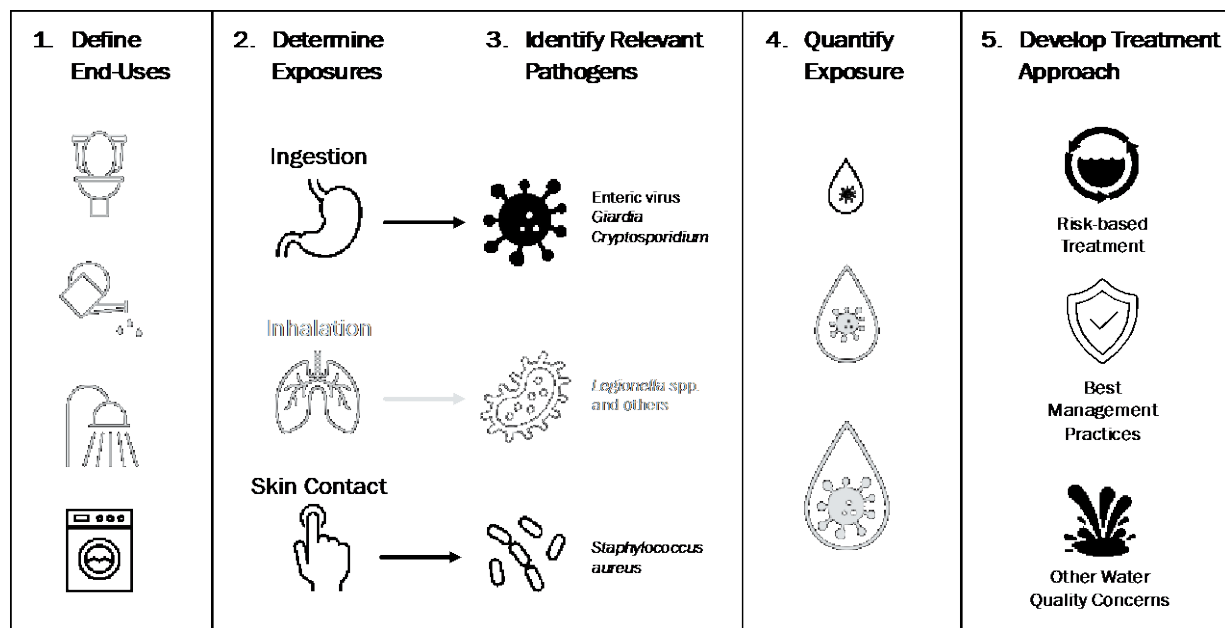 1. Define
End-Uses
2. Determine
Exposures
3. Identify Relevant
Pathogens
4. Quantify
Exposure
5. Develop Treatment
Approach
Ingestion
Enteric virus
Giardia
Cryptosporidium
Inhalation
Legionella spp.
and others
Skin Contact
Staphylococcus
aureus
Risk-based
Treatment
Best
Management
Practices
Other Water
Quality Concerns